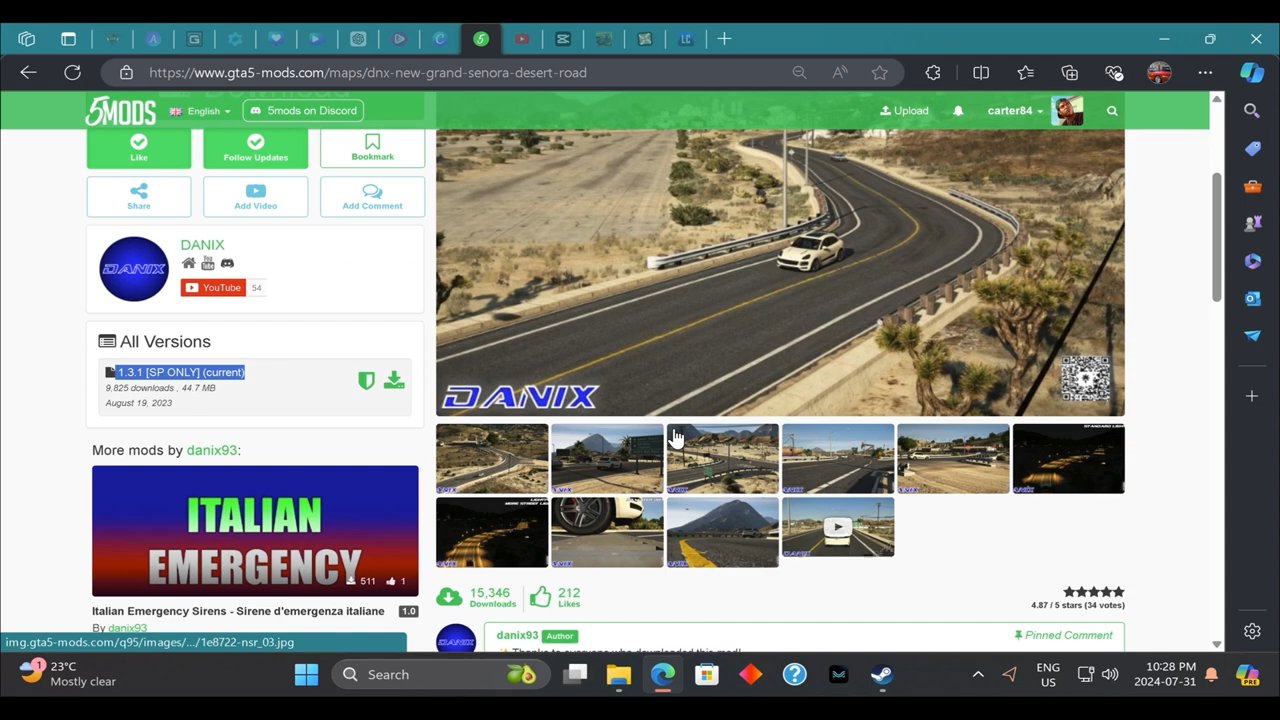 https://www.gta5-mods.com/maps/dnx-new-grand-senora-desert-road
5MODS
English
5mods on Discord
Upload
carter84
Like
Follow Updates
Bookmark
Share
Add Video
Add Comment
DANIX
DANIX
YouTube
54
All Versions
1.3.1 [SP ONLY] (current)
9,825 downloads , 44.7 MB
August 19, 2023
More mods by danix93:
ITALIAN
EMERGENCY
511
1
Italian Emergency Sirens - Sirene d'emergenza italiane
1.0
By danix93
DANIX
15,346
Downloads
212
Likes
4.87 / 5 stars (34 votes)
danix93 Author
Pinned Comment
img.gta5-mods.com/q95/images/.../1e8722-nsr_03.jpg
1
23°C
Mostly clear
Search
ENG
US
10:28 PM
2024-07-31
PRE